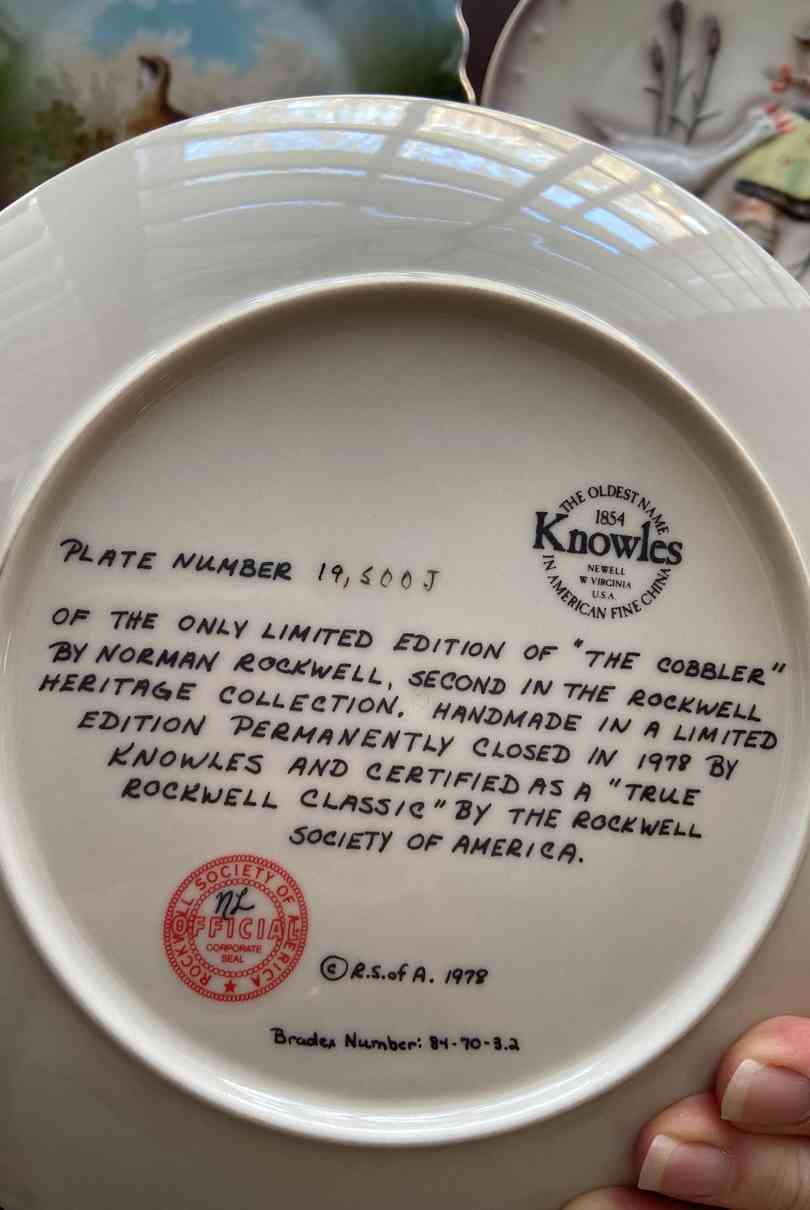 THE OLDEST NAME
1854
Knowles
NEWELL
W VIRGINIA
U.S.A.
IN AMERICAN FINE CHINA
PLATE NUMBER 19,500J
OF THE ONLY LIMITED EDITION OF "THE COBBLER"
BY NORMAN ROCKWELL, SECOND IN THE ROCKWELL
HERITAGE COLLECTION. HANDMADE IN A LIMITED
EDITION PERMANENTLY CLOSED IN 1978 BY
KNOWLES AND CERTIFIED AS A "TRUE
ROCKWELL CLASSIC" BY THE ROCKWELL
SOCIETY OF AMERICA.
ROCKWELL SOCIETY OF AMERICA
NL
OFFICIAL
CORPORATE
SEAL
© R.S.of A. 1978
Bradex Number: 84-70-3.2